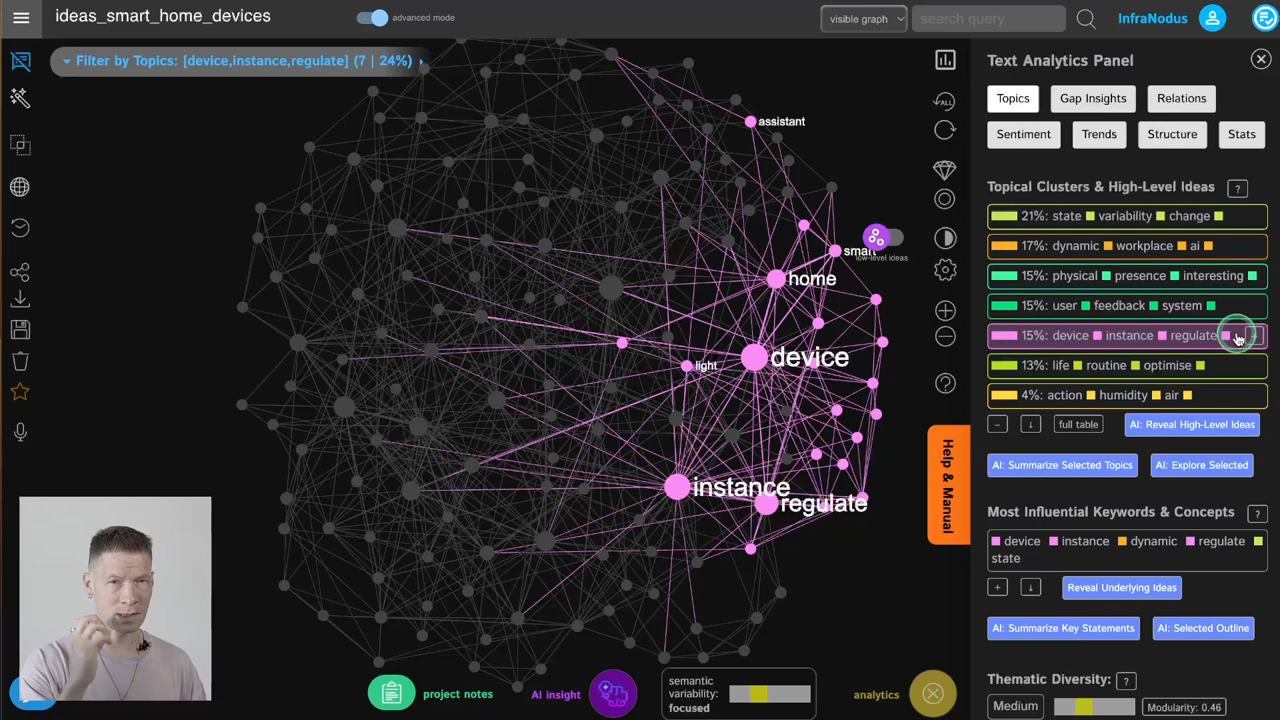 ideas_smart_home_devices
advanced mode
visible graph
search query
InfraNodus
Filter by Topics: [device,instance,regulate] (7 | 24%)
assistant
smart
low-level ideas
home
device
light
instance
regulate
ALL
Help & Manual
project notes
AI insight
semantic
variability:
focused
analytics
Text Analytics Panel
Topics
Gap Insights
Relations
Sentiment
Trends
Structure
Stats
Topical Clusters & High-Level Ideas ?
21%: state variability change
17%: dynamic workplace ai
15%: physical presence interesting
15%: user feedback system
15%: device instance regulate
13%: life routine optimise
4%: action humidity air
full table
AI: Reveal High-Level Ideas
AI: Summarize Selected Topics
AI: Explore Selected
Most Influential Keywords & Concepts ?
device instance dynamic regulate
state
Reveal Underlying Ideas
AI: Summarize Key Statements
AI: Selected Outline
Thematic Diversity: ?
Medium
Modularity: 0.46